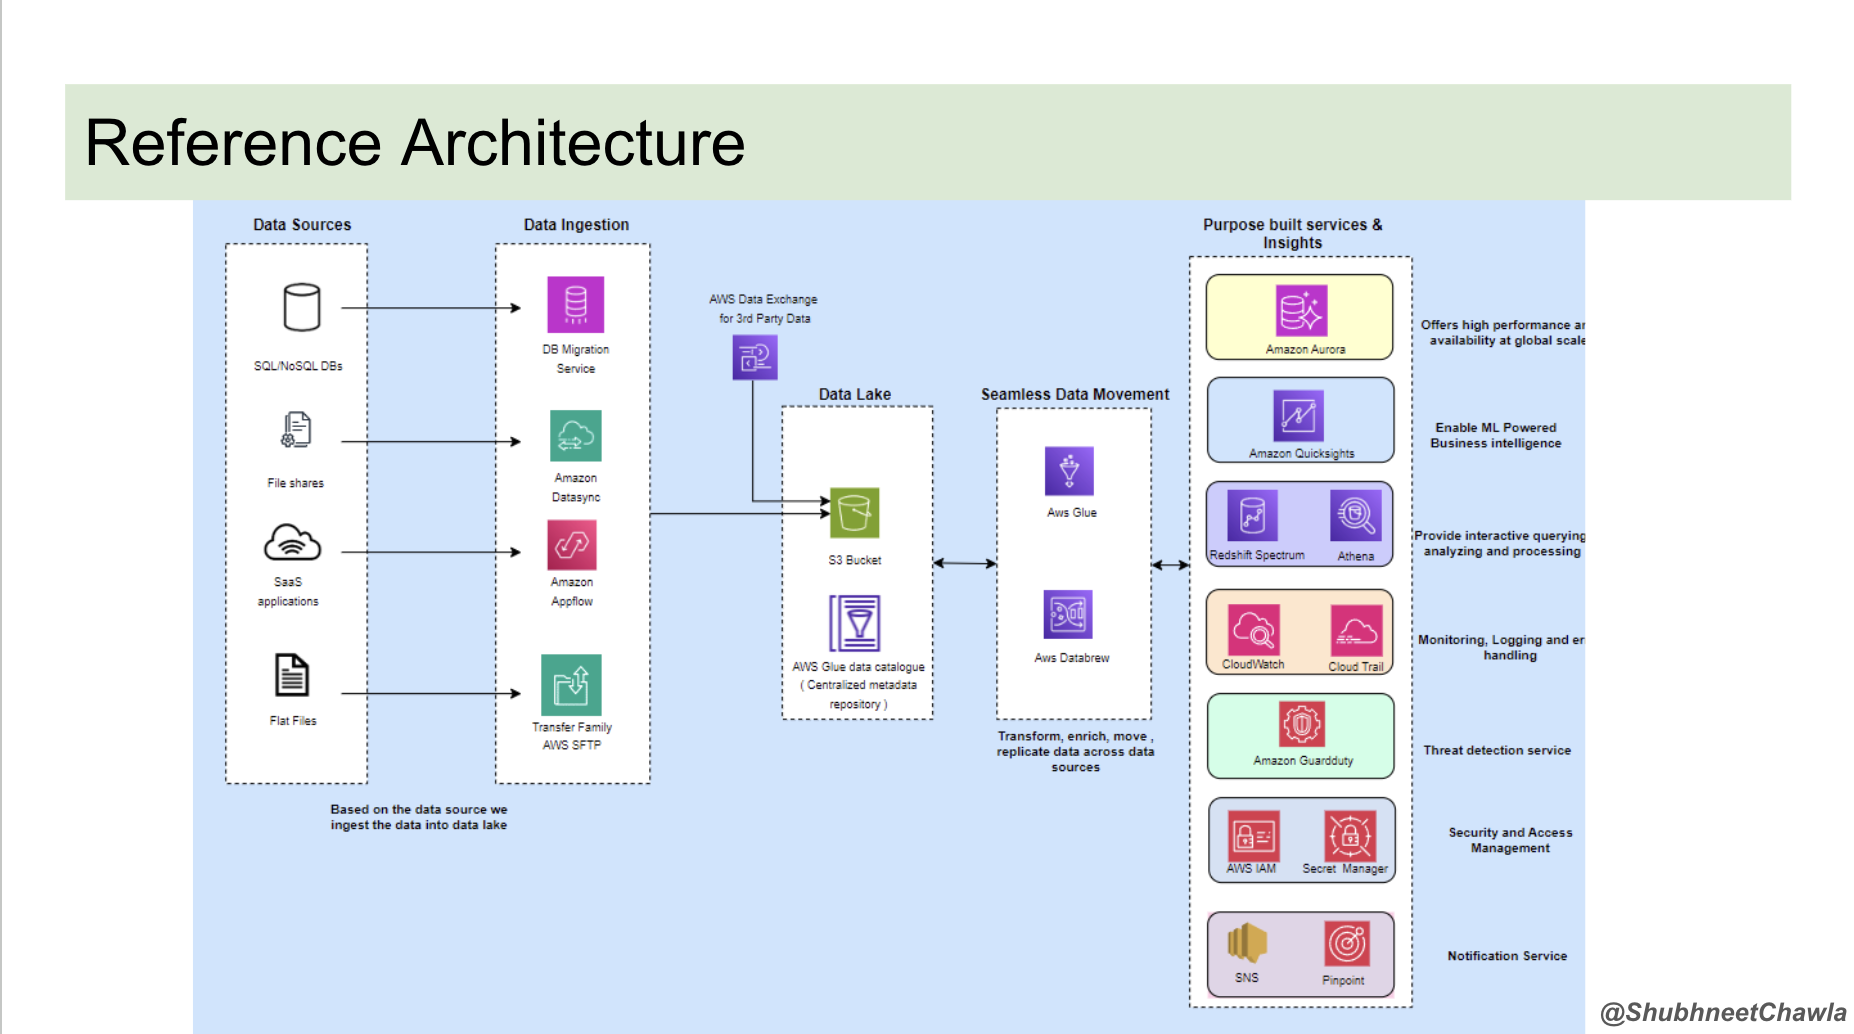 Reference Architecture
Data Sources
SQL/NoSQL DBs
File shares
SaaS
applications
Flat Files
Based on the data source we
ingest the data into data lake
Data Ingestion
DB Migration
Service
Amazon
Datasync
Amazon
Appflow
Transfer Family
AWS SFTP
AWS Data Exchange
for 3rd Party Data
Data Lake
S3 Bucket
AWS Glue data catalogue
( Centralized metadata
repository )
Seamless Data Movement
Aws Glue
Aws Databrew
Transform, enrich, move ,
replicate data across data
sources
Purpose built services &
Insights
Amazon Aurora
Offers high performance
availability at global scale
Amazon Quicksights
Enable ML Powered
Business intelligence
Redshift Spectrum
Athena
Provide interactive querying
analyzing and processing
CloudWatch
Cloud Trail
Monitoring, Logging and
handling
Amazon Guardduty
Threat detection service
AWS IAM
Secret Manager
Security and Access
Management
SNS
Pinpoint
Notification Service
@ShubhneetChawla